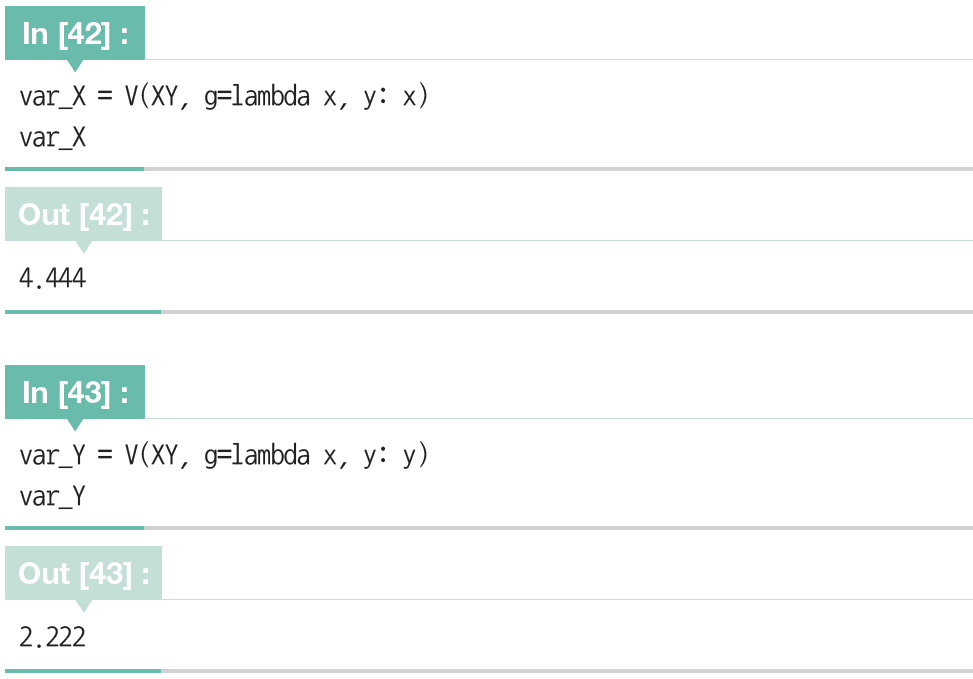 In [42] :
var_X = V(XY, g=lambda x, y: x)
var_X
Out [42] :
4.444
In [43] :
var_Y = V(XY, g=lambda x, y: y)
var_Y
Out [43] :
2.222